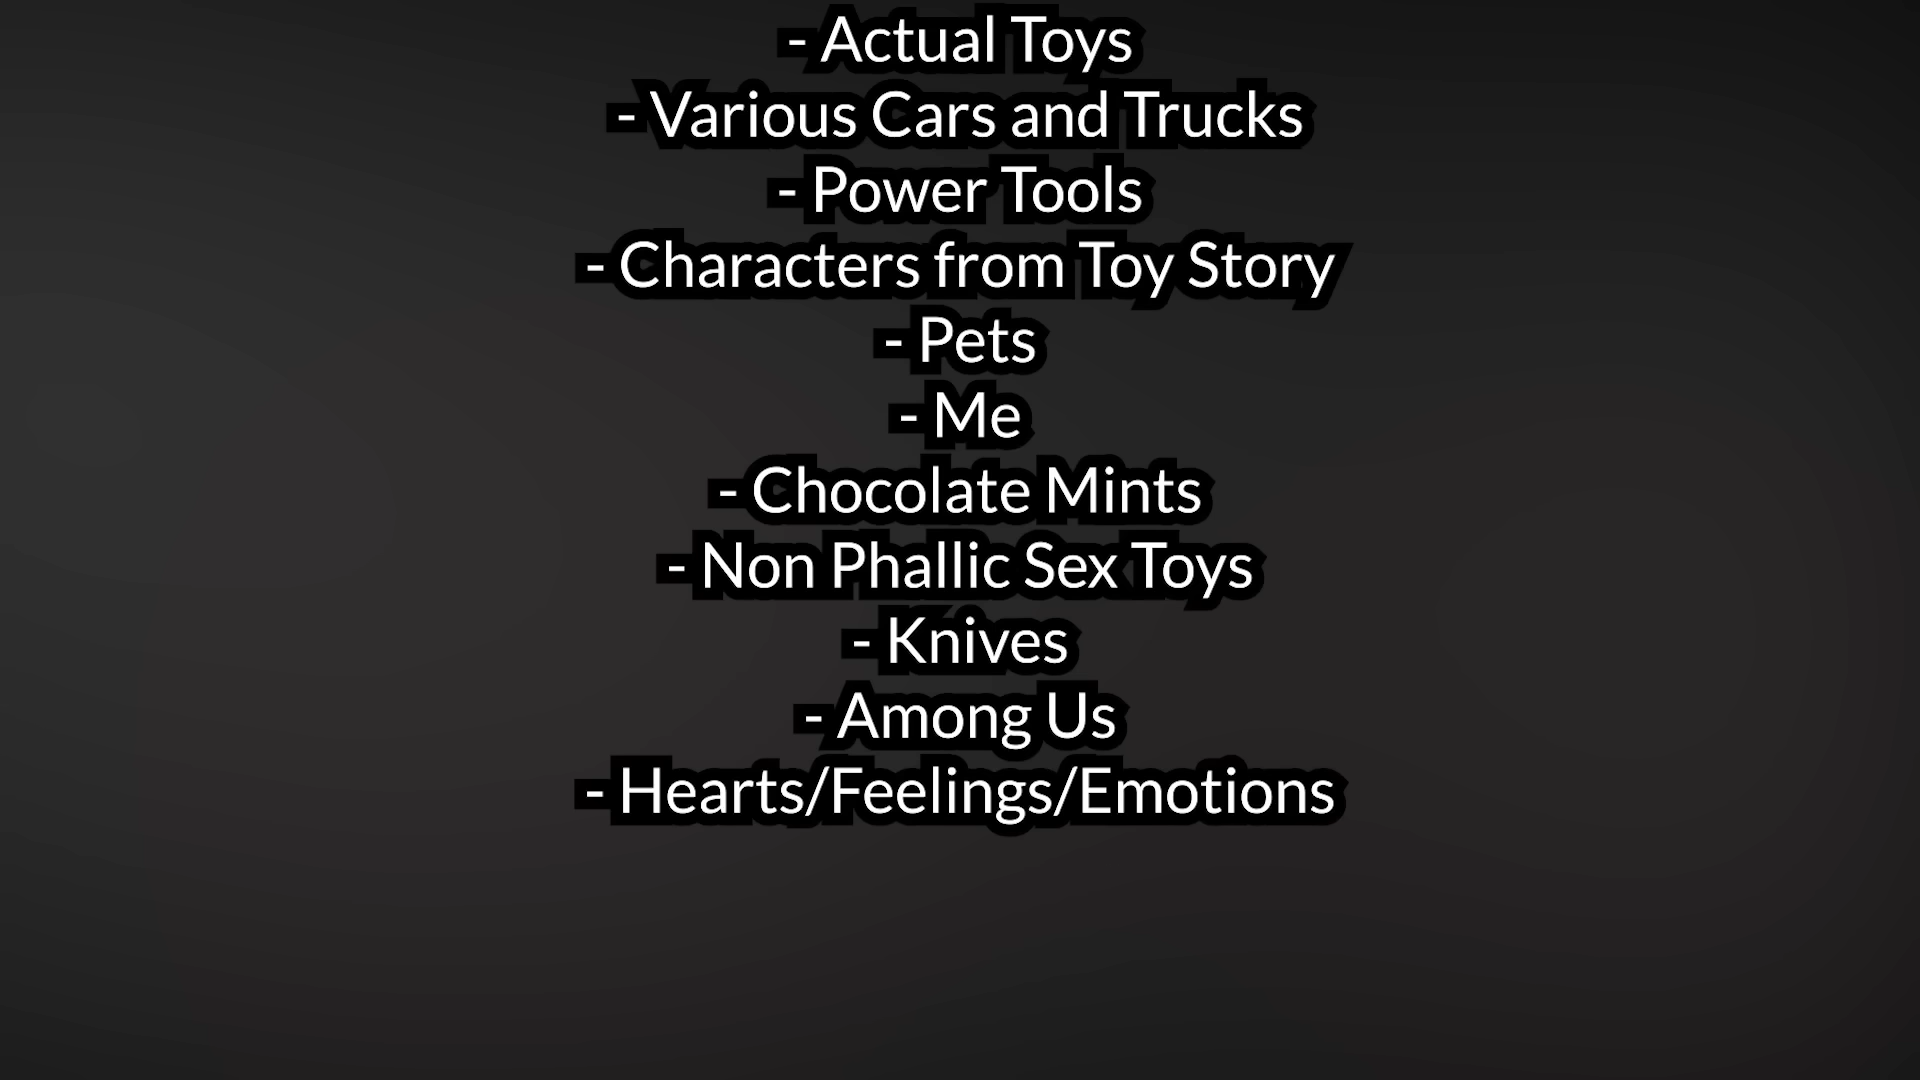 - Actual Toys
- Various Cars and Trucks
- Power Tools
- Characters from Toy Story
- Pets
- Me
- Chocolate Mints
- Non Phallic Sex Toys
- Knives
- Among Us
- Hearts/Feelings/Emotions